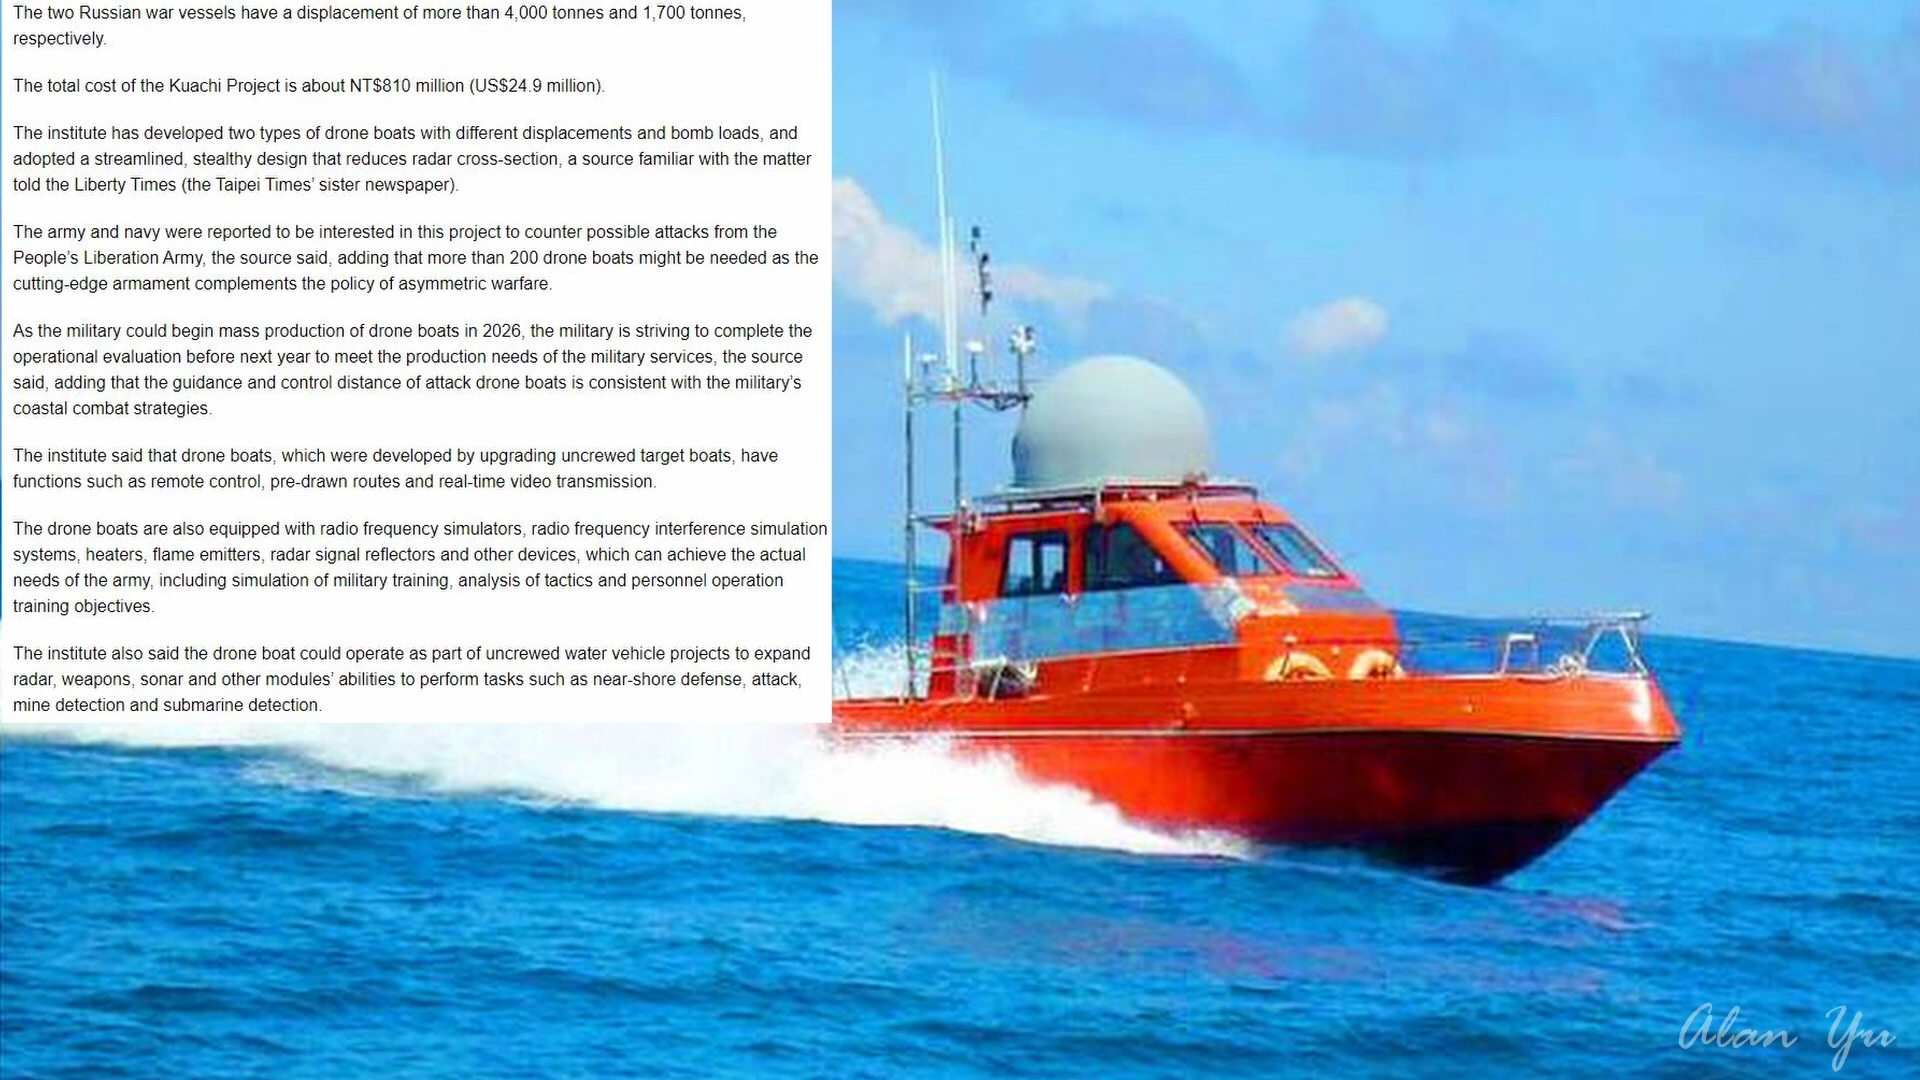 The two Russian war vessels have a displacement of more than 4,000 tonnes and 1,700 tonnes,
respectively.
The total cost of the Kuachi Project is about NT$810 million (US$24.9 million).
The institute has developed two types of drone boats with different displacements and bomb loads, and
adopted a streamlined, stealthy design that reduces radar cross-section, a source familiar with the matter
told the Liberty Times (the Taipei Times’ sister newspaper).
The army and navy were reported to be interested in this project to counter possible attacks from the
People’s Liberation Army, the source said, adding that more than 200 drone boats might be needed as the
cutting-edge armament complements the policy of asymmetric warfare.
As the military could begin mass production of drone boats in 2026, the military is striving to complete the
operational evaluation before next year to meet the production needs of the military services, the source
said, adding that the guidance and control distance of attack drone boats is consistent with the military’s
coastal combat strategies.
The institute said that drone boats, which were developed by upgrading uncrewed target boats, have
functions such as remote control, pre-drawn routes and real-time video transmission.
The drone boats are also equipped with radio frequency simulators, radio frequency interference simulation
systems, heaters, flame emitters, radar signal reflectors and other devices, which can achieve the actual
needs of the army, including simulation of military training, analysis of tactics and personnel operation
training objectives.
The institute also said the drone boat could operate as part of uncrewed water vehicle projects to expand
radar, weapons, sonar and other modules’ abilities to perform tasks such as near-shore defense, attack,
mine detection and submarine detection.
Alan Yu